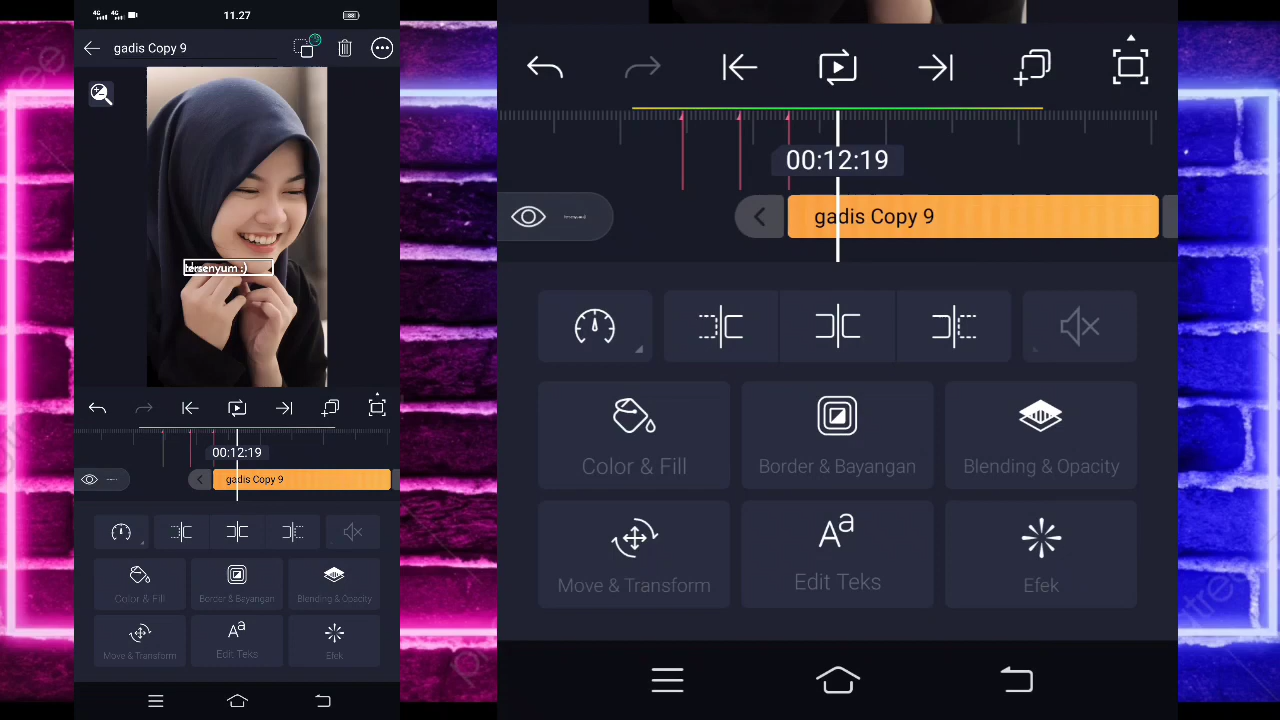 11.27
gadis Copy 9
tersenyum :)
00:12:19
gadis Copy 9
Color & Fill
Border & Bayangan
Blending & Opacity
Move & Transform
Edit Teks
Efek
00:12:19
gadis Copy 9
Color & Fill
Border & Bayangan
Blending & Opacity
Move & Transform
Edit Teks
Efek